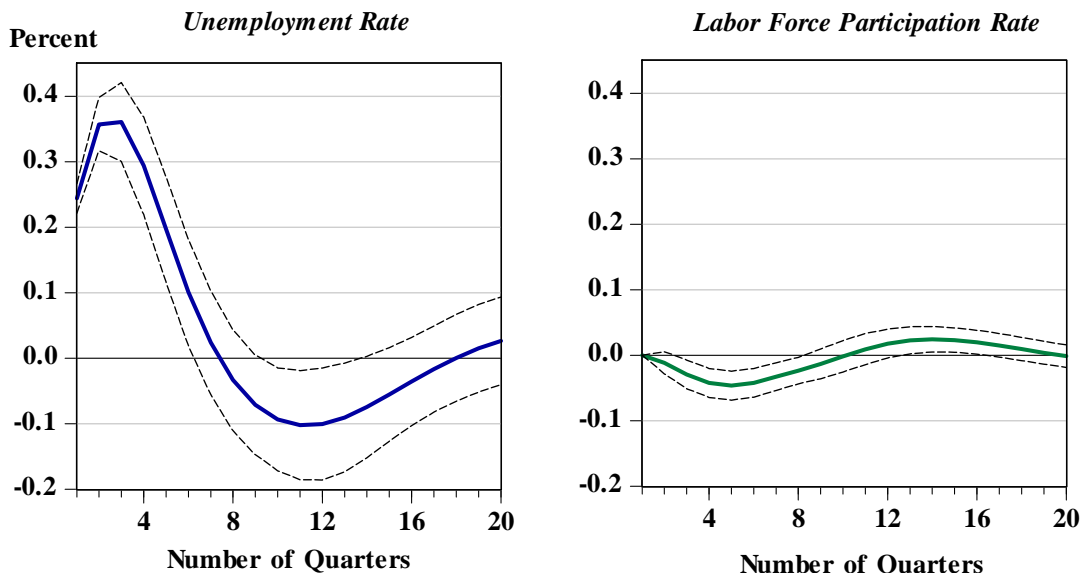 Unemployment Rate
Percent
0.4
0.3
0.2
0.1
0.0
-0.1
-0.2
4 8 12 16 20
Number of Quarters
Labor Force Participation Rate
0.4
0.3
0.2
0.1
0.0
-0.1
-0.2
4 8 12 16 20
Number of Quarters